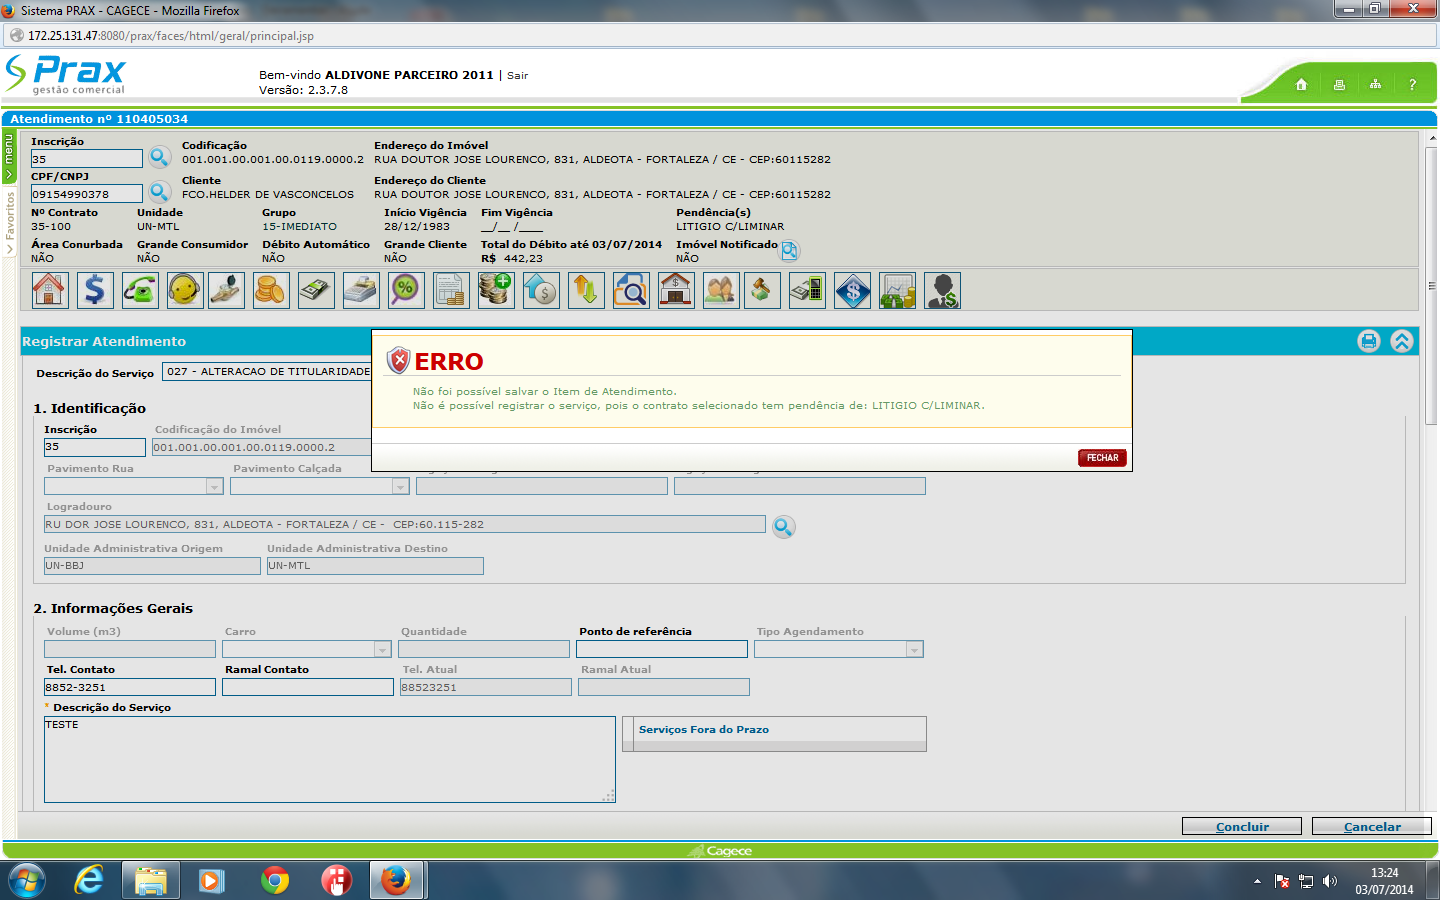 Sistema PRAX - CAGECE - Mozilla Firefox
172.25.131.47:8080/prax/faces/html/geral/principal.jsp
Prax
gestão comercial
Bem-vindo ALDIVONE PARCEIRO 2011 | Sair
Versão: 2.3.7.8
?
Atendimento nº 110405034
menu
Favoritos
Inscrição
35
Codificação
001.001.00.001.00.0119.0000.2
Endereço do Imóvel
RUA DOUTOR JOSE LOURENCO, 831, ALDEOTA - FORTALEZA / CE - CEP:60115282
CPF/CNPJ
09154990378
Cliente
FCO.HELDER DE VASCONCELOS
Endereço do Cliente
RUA DOUTOR JOSE LOURENCO, 831, ALDEOTA - FORTALEZA / CE - CEP:60115282
Nº Contrato Unidade Grupo Início Vigência Fim Vigência Pendência(s)
35-100 UN-MTL 15-IMEDIATO 28/12/1983 __/__/____ LITIGIO C/LIMINAR
Área Conurbada Grande Consumidor Débito Automático Grande Cliente Total do Débito até 03/07/2014 Imóvel Notificado
NÃO NÃO NÃO NÃO R$ 442,23 NÃO
Registrar Atendimento
Descrição do Serviço 027 - ALTERACAO DE TITULARIDADE
ERRO
Não foi possível salvar o Item de Atendimento.
Não é possível registrar o serviço, pois o contrato selecionado tem pendência de: LITIGIO C/LIMINAR.
FECHAR
1. Identificação
Inscrição Codificação do Imóvel
35 001.001.00.001.00.0119.0000.2
Pavimento Rua Pavimento Calçada
Logradouro
RU DOR JOSE LOURENCO, 831, ALDEOTA - FORTALEZA / CE - CEP:60.115-282
Unidade Administrativa Origem Unidade Administrativa Destino
UN-BBJ UN-MTL
2. Informações Gerais
Volume (m3) Carro Quantidade Ponto de referência Tipo Agendamento
Tel. Contato Ramal Contato Tel. Atual Ramal Atual
8852-3251 88523251
* Descrição do Serviço
TESTE
Serviços Fora do Prazo
Concluir Cancelar
Cagece
13:24
03/07/2014